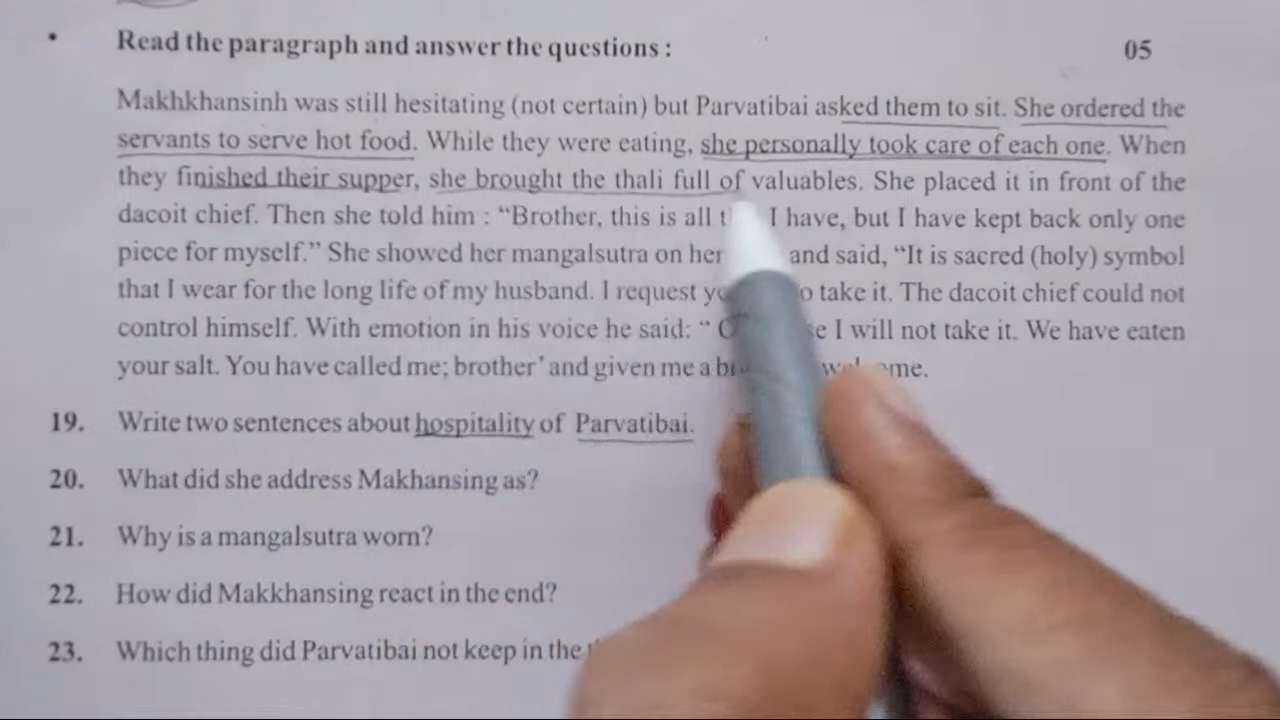 • Read the paragraph and answer the questions : 05
Makhkhansinh was still hesitating (not certain) but Parvatibai asked them to sit. She ordered the
servants to serve hot food. While they were eating, she personally took care of each one. When
they finished their supper, she brought the thali full of valuables. She placed it in front of the
dacoit chief. Then she told him : “Brother, this is all I have, but I have kept back only one
piece for myself.” She showed her mangalsutra on her and said, “It is sacred (holy) symbol
that I wear for the long life of my husband. I request take it. The dacoit chief could not
control himself. With emotion in his voice he said: “ I will not take it. We have eaten
your salt. You have called me; brother’ and given me a
19. Write two sentences about hospitality of Parvatibai.
20. What did she address Makhansing as?
21. Why is a mangalsutra worn?
22. How did Makkhansing react in the end?
23. Which thing did Parvatibai not keep in the